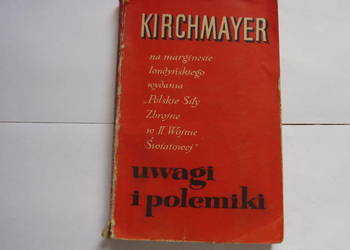 KIRCHMAYER
na marginesie
londyńskiego
wydania
„Polskie Siły
Zbrojne
w II Wojnie
Światowej”
uwagi
i polemiki